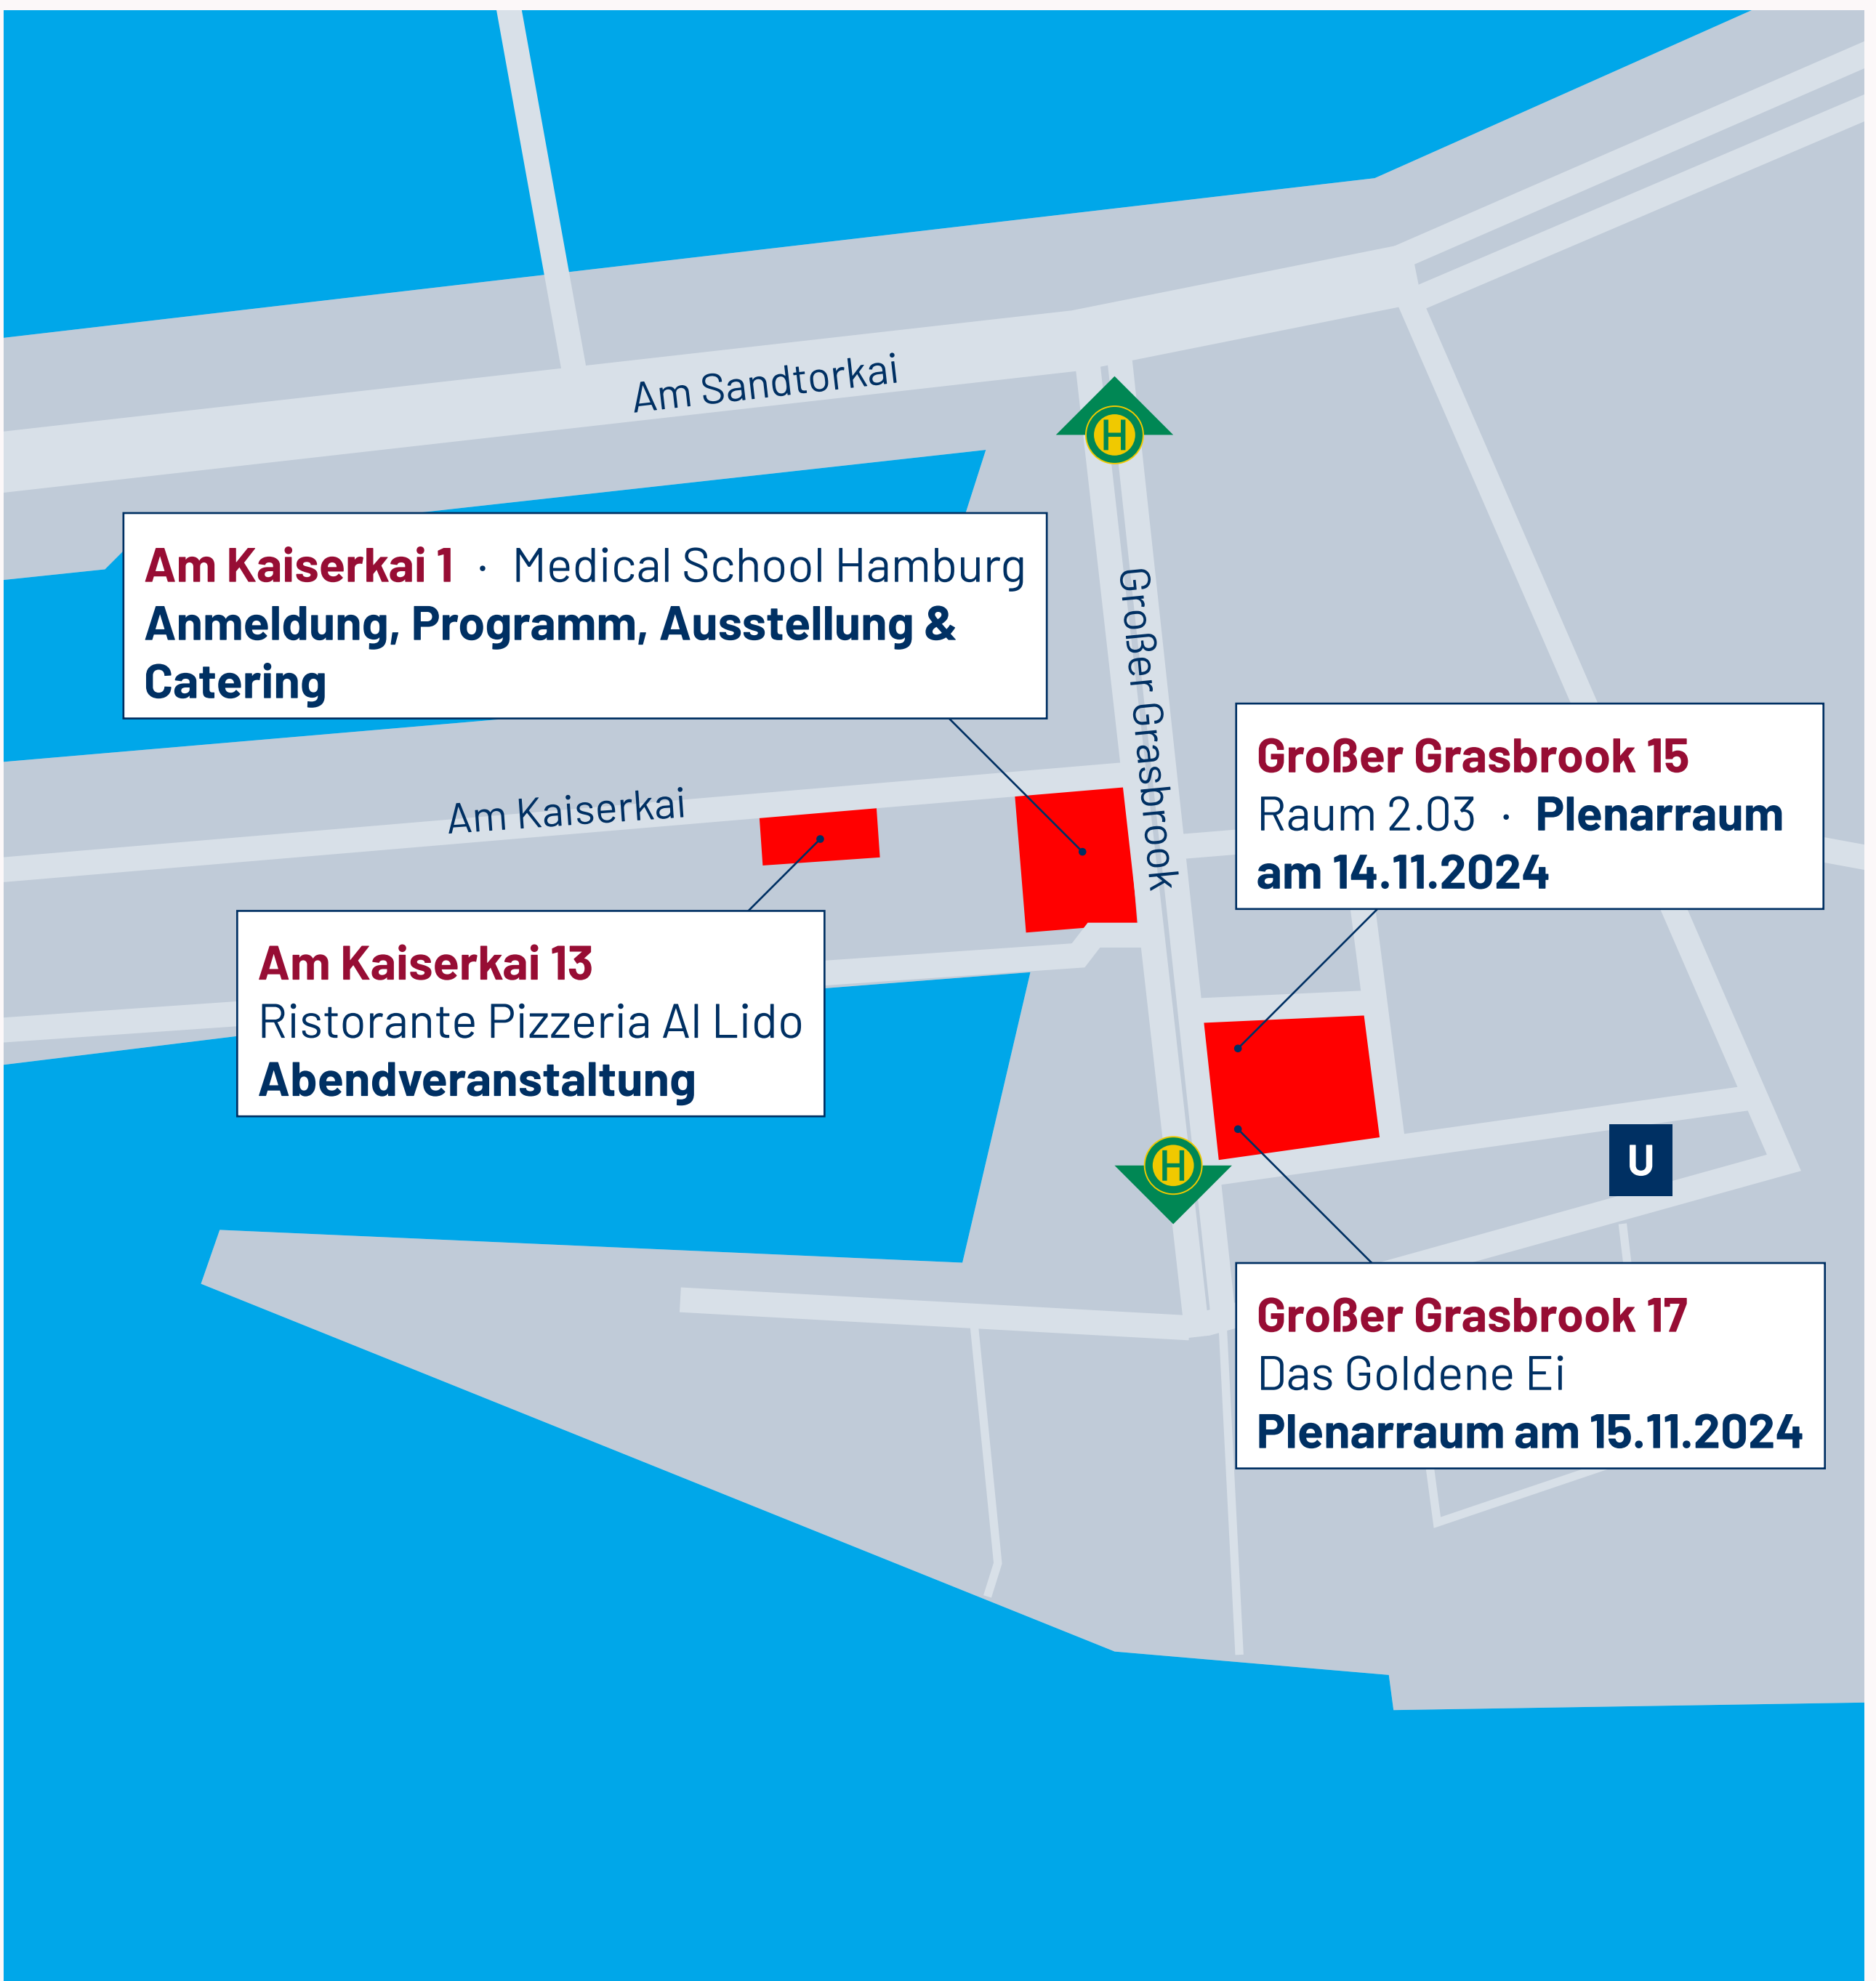 Am Sandtorkai
H
Am Kaiserkai 1 · Medical School Hamburg
Anmeldung, Programm, Ausstellung &
Catering
Großer Grasbrook
Großer Grasbrook 15
Raum 2.03 · Plenarraum
am 14.11.2024
Am Kaiserkai
Am Kaiserkai 13
Ristorante Pizzeria Al Lido
Abendveranstaltung
H
U
Großer Grasbrook 17
Das Goldene Ei
Plenarraum am 15.11.2024